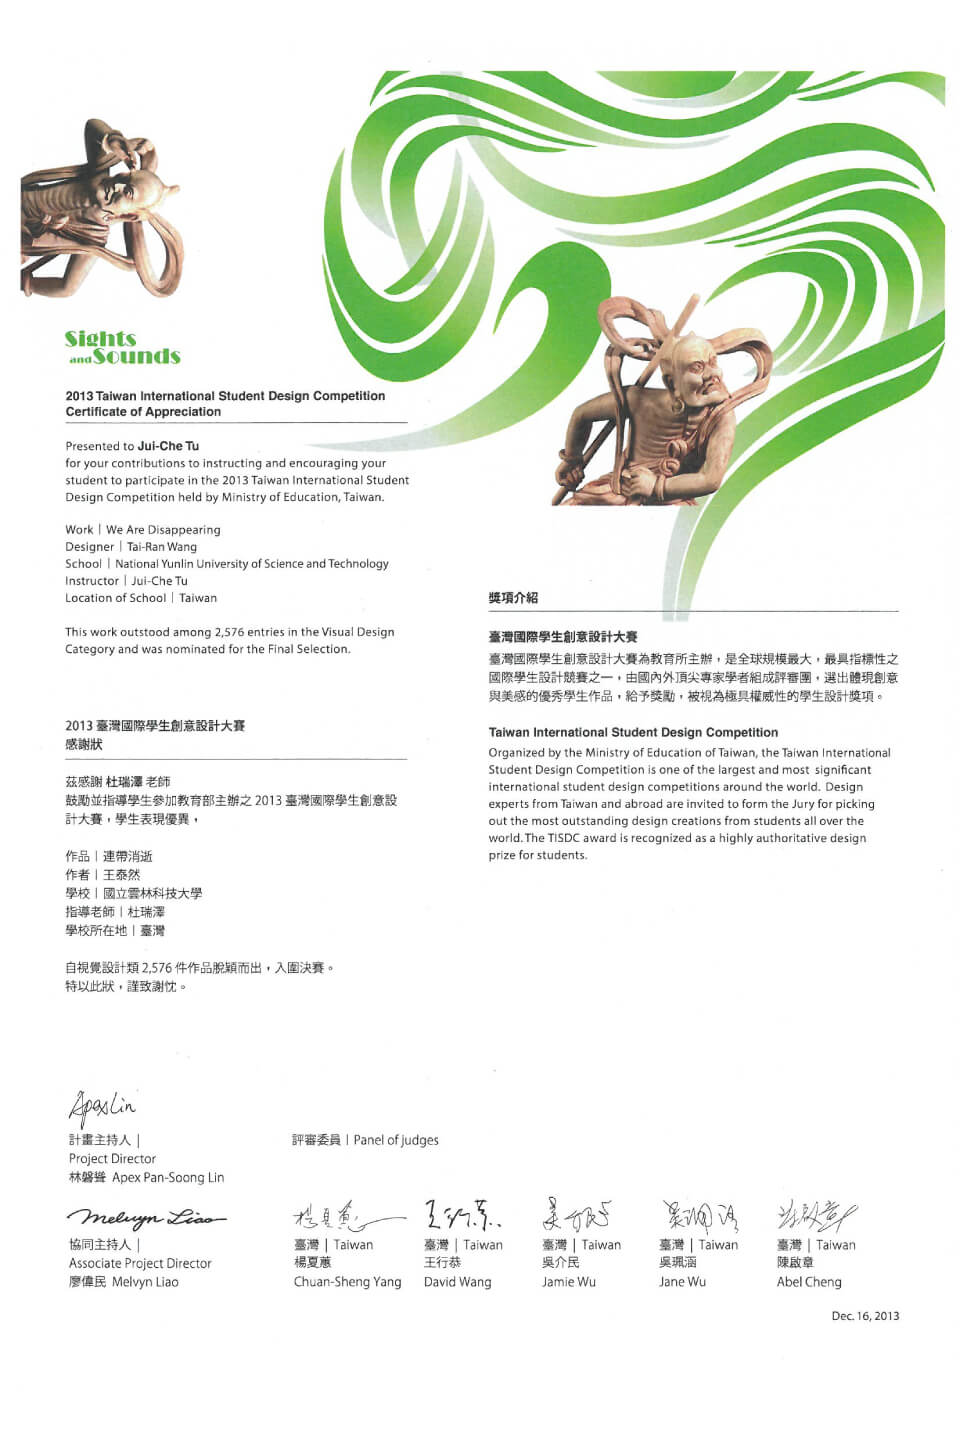 Sights
and Sounds
2013 Taiwan International Student Design Competition
Certificate of Appreciation
Presented to Jui-Che Tu
for your contributions to instructing and encouraging your
student to participate in the 2013 Taiwan International Student
Design Competition held by Ministry of Education, Taiwan.
Work | We Are Disappearing
Designer | Tai-Ran Wang
School | National Yunlin University of Science and Technology
Instructor | Jui-Che Tu
Location of School | Taiwan
This work outstood among 2,576 entries in the Visual Design
Category and was nominated for the Final Selection.
2013 臺灣國際學生創意設計大賽
感謝狀
茲感謝 杜瑞澤 老師
鼓勵並指導學生參加教育部主辦之 2013 臺灣國際學生創意設
計大賽，學生表現優異，
作品 | 連帶消逝
作者 | 王泰然
學校 | 國立雲林科技大學
指導老師 | 杜瑞澤
學校所在地 | 臺灣
自視覺設計類 2,576 件作品脫穎而出，入圍決賽。
特以此狀，謹致謝忱。
獎項介紹
臺灣國際學生創意設計大賽
臺灣國際學生創意設計大賽為教育所主辦，是全球規模最大，最具指標性之
國際學生設計競賽之一，由國內外頂尖專家學者組成評審團，選出體現創意
與美感的優秀學生作品，給予獎勵，被視為極具權威性的學生設計獎項。
Taiwan International Student Design Competition
Organized by the Ministry of Education of Taiwan, the Taiwan International
Student Design Competition is one of the largest and most significant
international student design competitions around the world. Design
experts from Taiwan and abroad are invited to form the Jury for picking
out the most outstanding design creations from students all over the
world. The TISDC award is recognized as a highly authoritative design
prize for students.
Apex Lin
計畫主持人 |
Project Director
林磐聳 Apex Pan-Soong Lin
評審委員 | Panel of judges
Melvyn Liao
協同主持人 |
Associate Project Director
廖偉民 Melvyn Liao
楊夏蕙
臺灣 | Taiwan
楊夏蕙
Chuan-Sheng Yang
王行恭
臺灣 | Taiwan
王行恭
David Wang
吳介民
臺灣 | Taiwan
吳介民
Jamie Wu
吳珮涵
臺灣 | Taiwan
吳珮涵
Jane Wu
陳啟章
臺灣 | Taiwan
陳啟章
Abel Cheng
Dec. 16, 2013